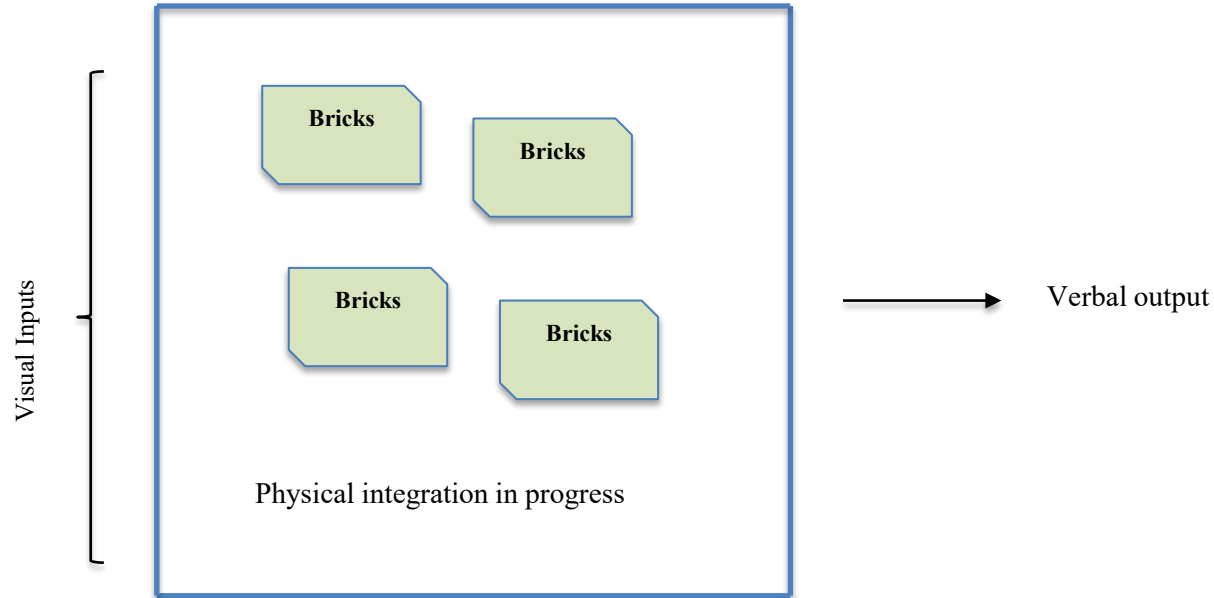 Visual Inputs
Bricks
Bricks
Bricks
Bricks
Physical integration in progress
Verbal output